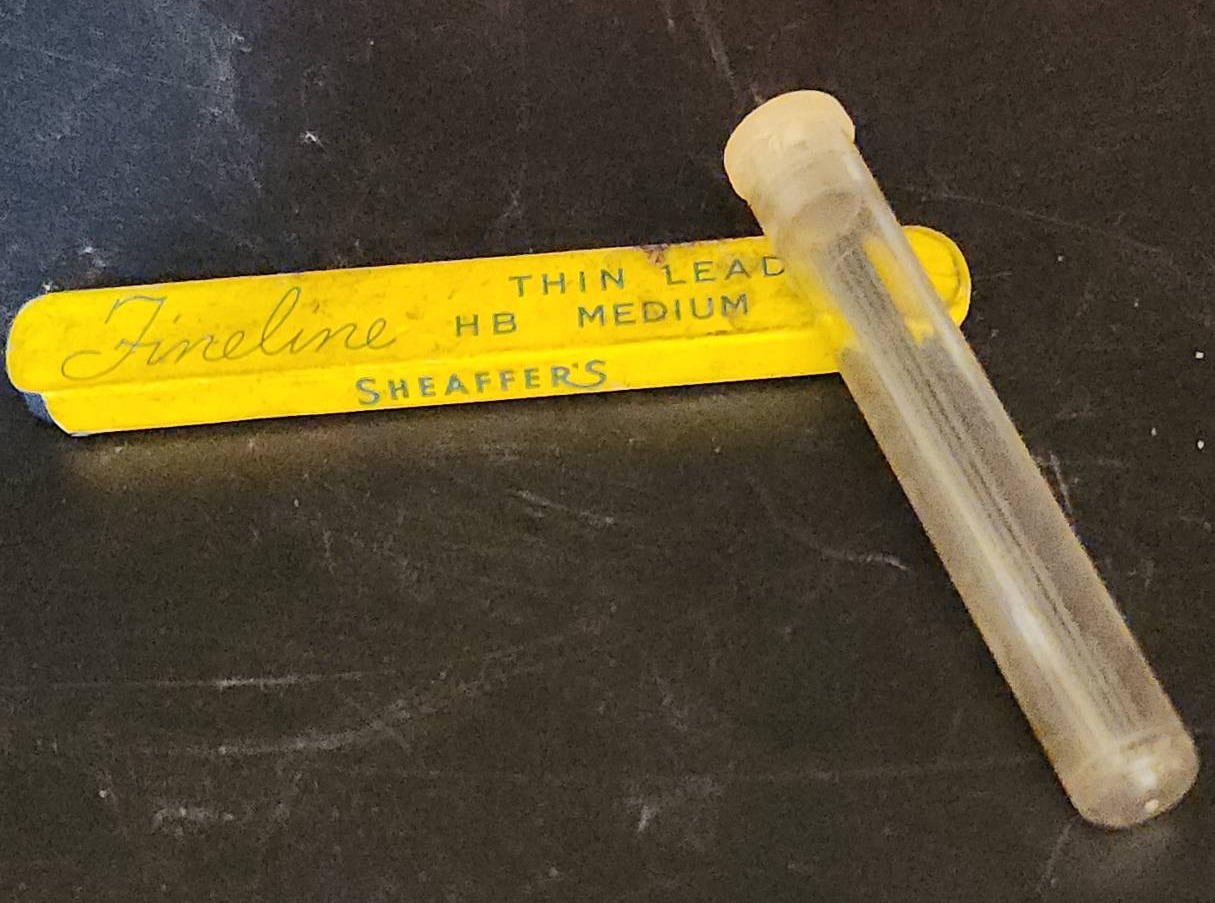 Fineline
THIN LEAD
HB MEDIUM
SHEAFFER'S